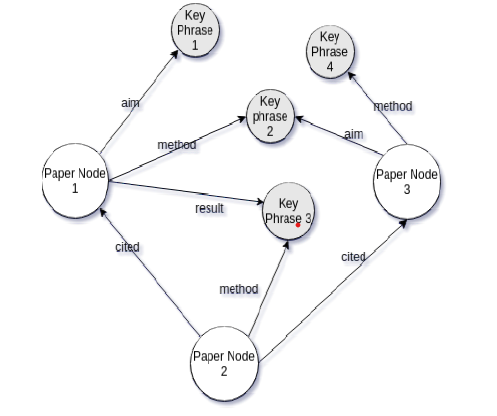 Key
Phrase
1
Key
Phrase
4
aim
method
Key
phrase
2
method
aim
Paper Node
1
Paper Node
3
result
Key
Phrase 3
cited
cited
method
Paper Node
2